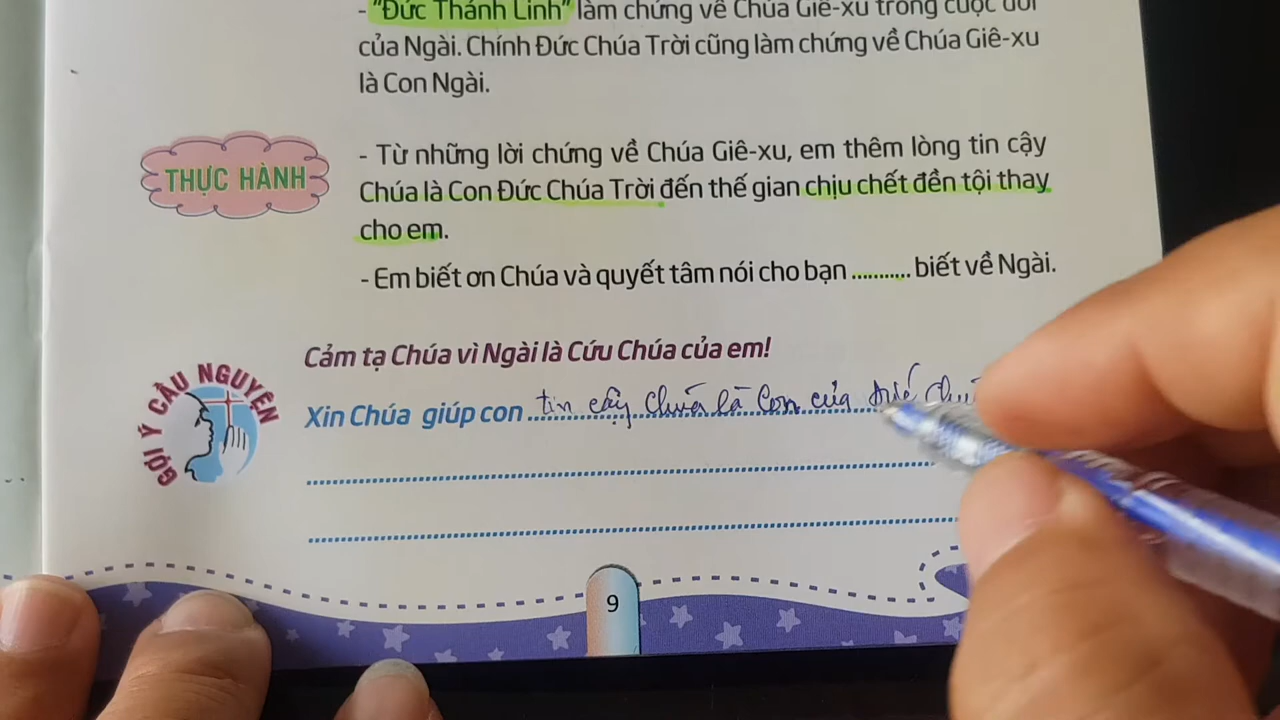 - "Đức Thánh Linh" làm chứng về Chúa Giê-xu trong cuộc đời
của Ngài. Chính Đức Chúa Trời cũng làm chứng về Chúa Giê-xu
là Con Ngài.
THỰC HÀNH
- Từ những lời chứng về Chúa Giê-xu, em thêm lòng tin cậy
Chúa là Con Đức Chúa Trời đến thế gian chịu chết đền tội thay
cho em.
- Em biết ơn Chúa và quyết tâm nói cho bạn ........... biết về Ngài.
GỢI Ý CẦU NGUYỆN
Cảm tạ Chúa vì Ngài là Cứu Chúa của em!
Xin Chúa giúp con tin cậy Chúa là Con của
9